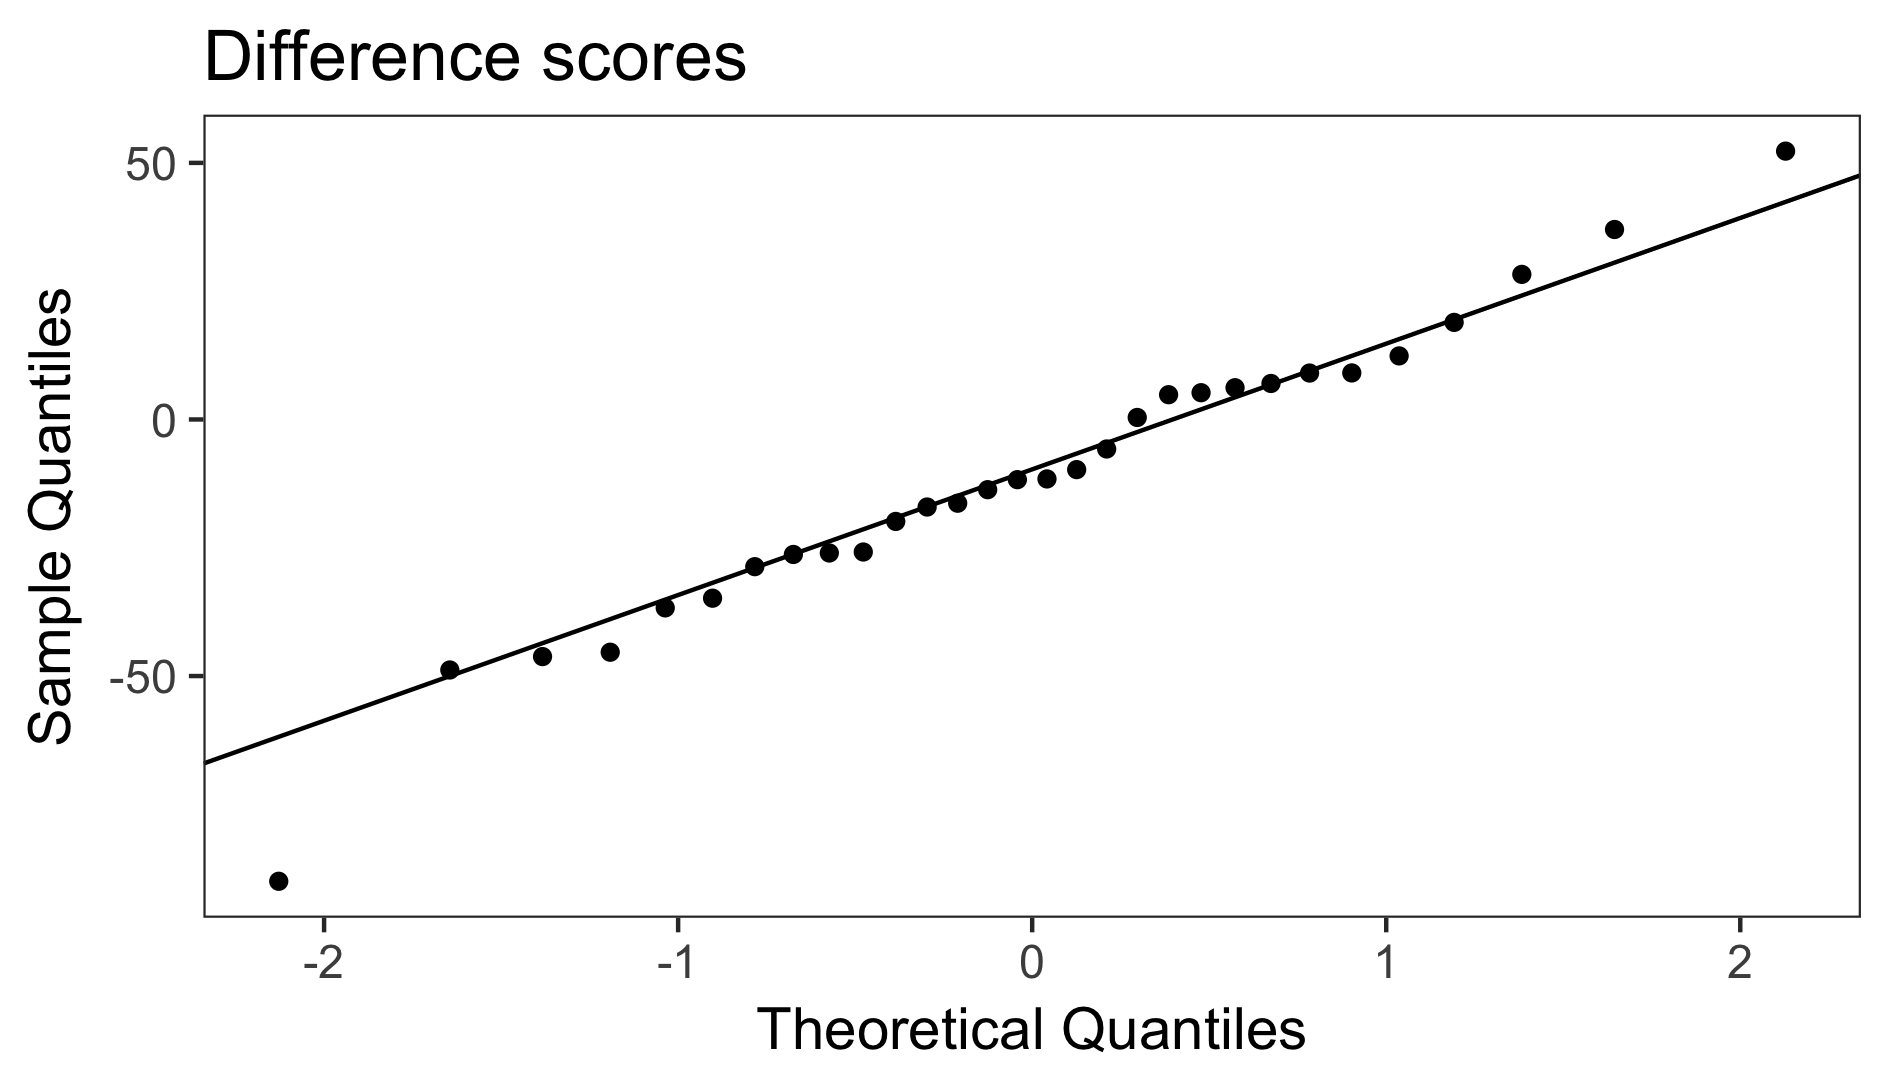 Difference scores
50
0
-50
Sample Quantiles
-2
-1
0
1
2
Theoretical Quantiles